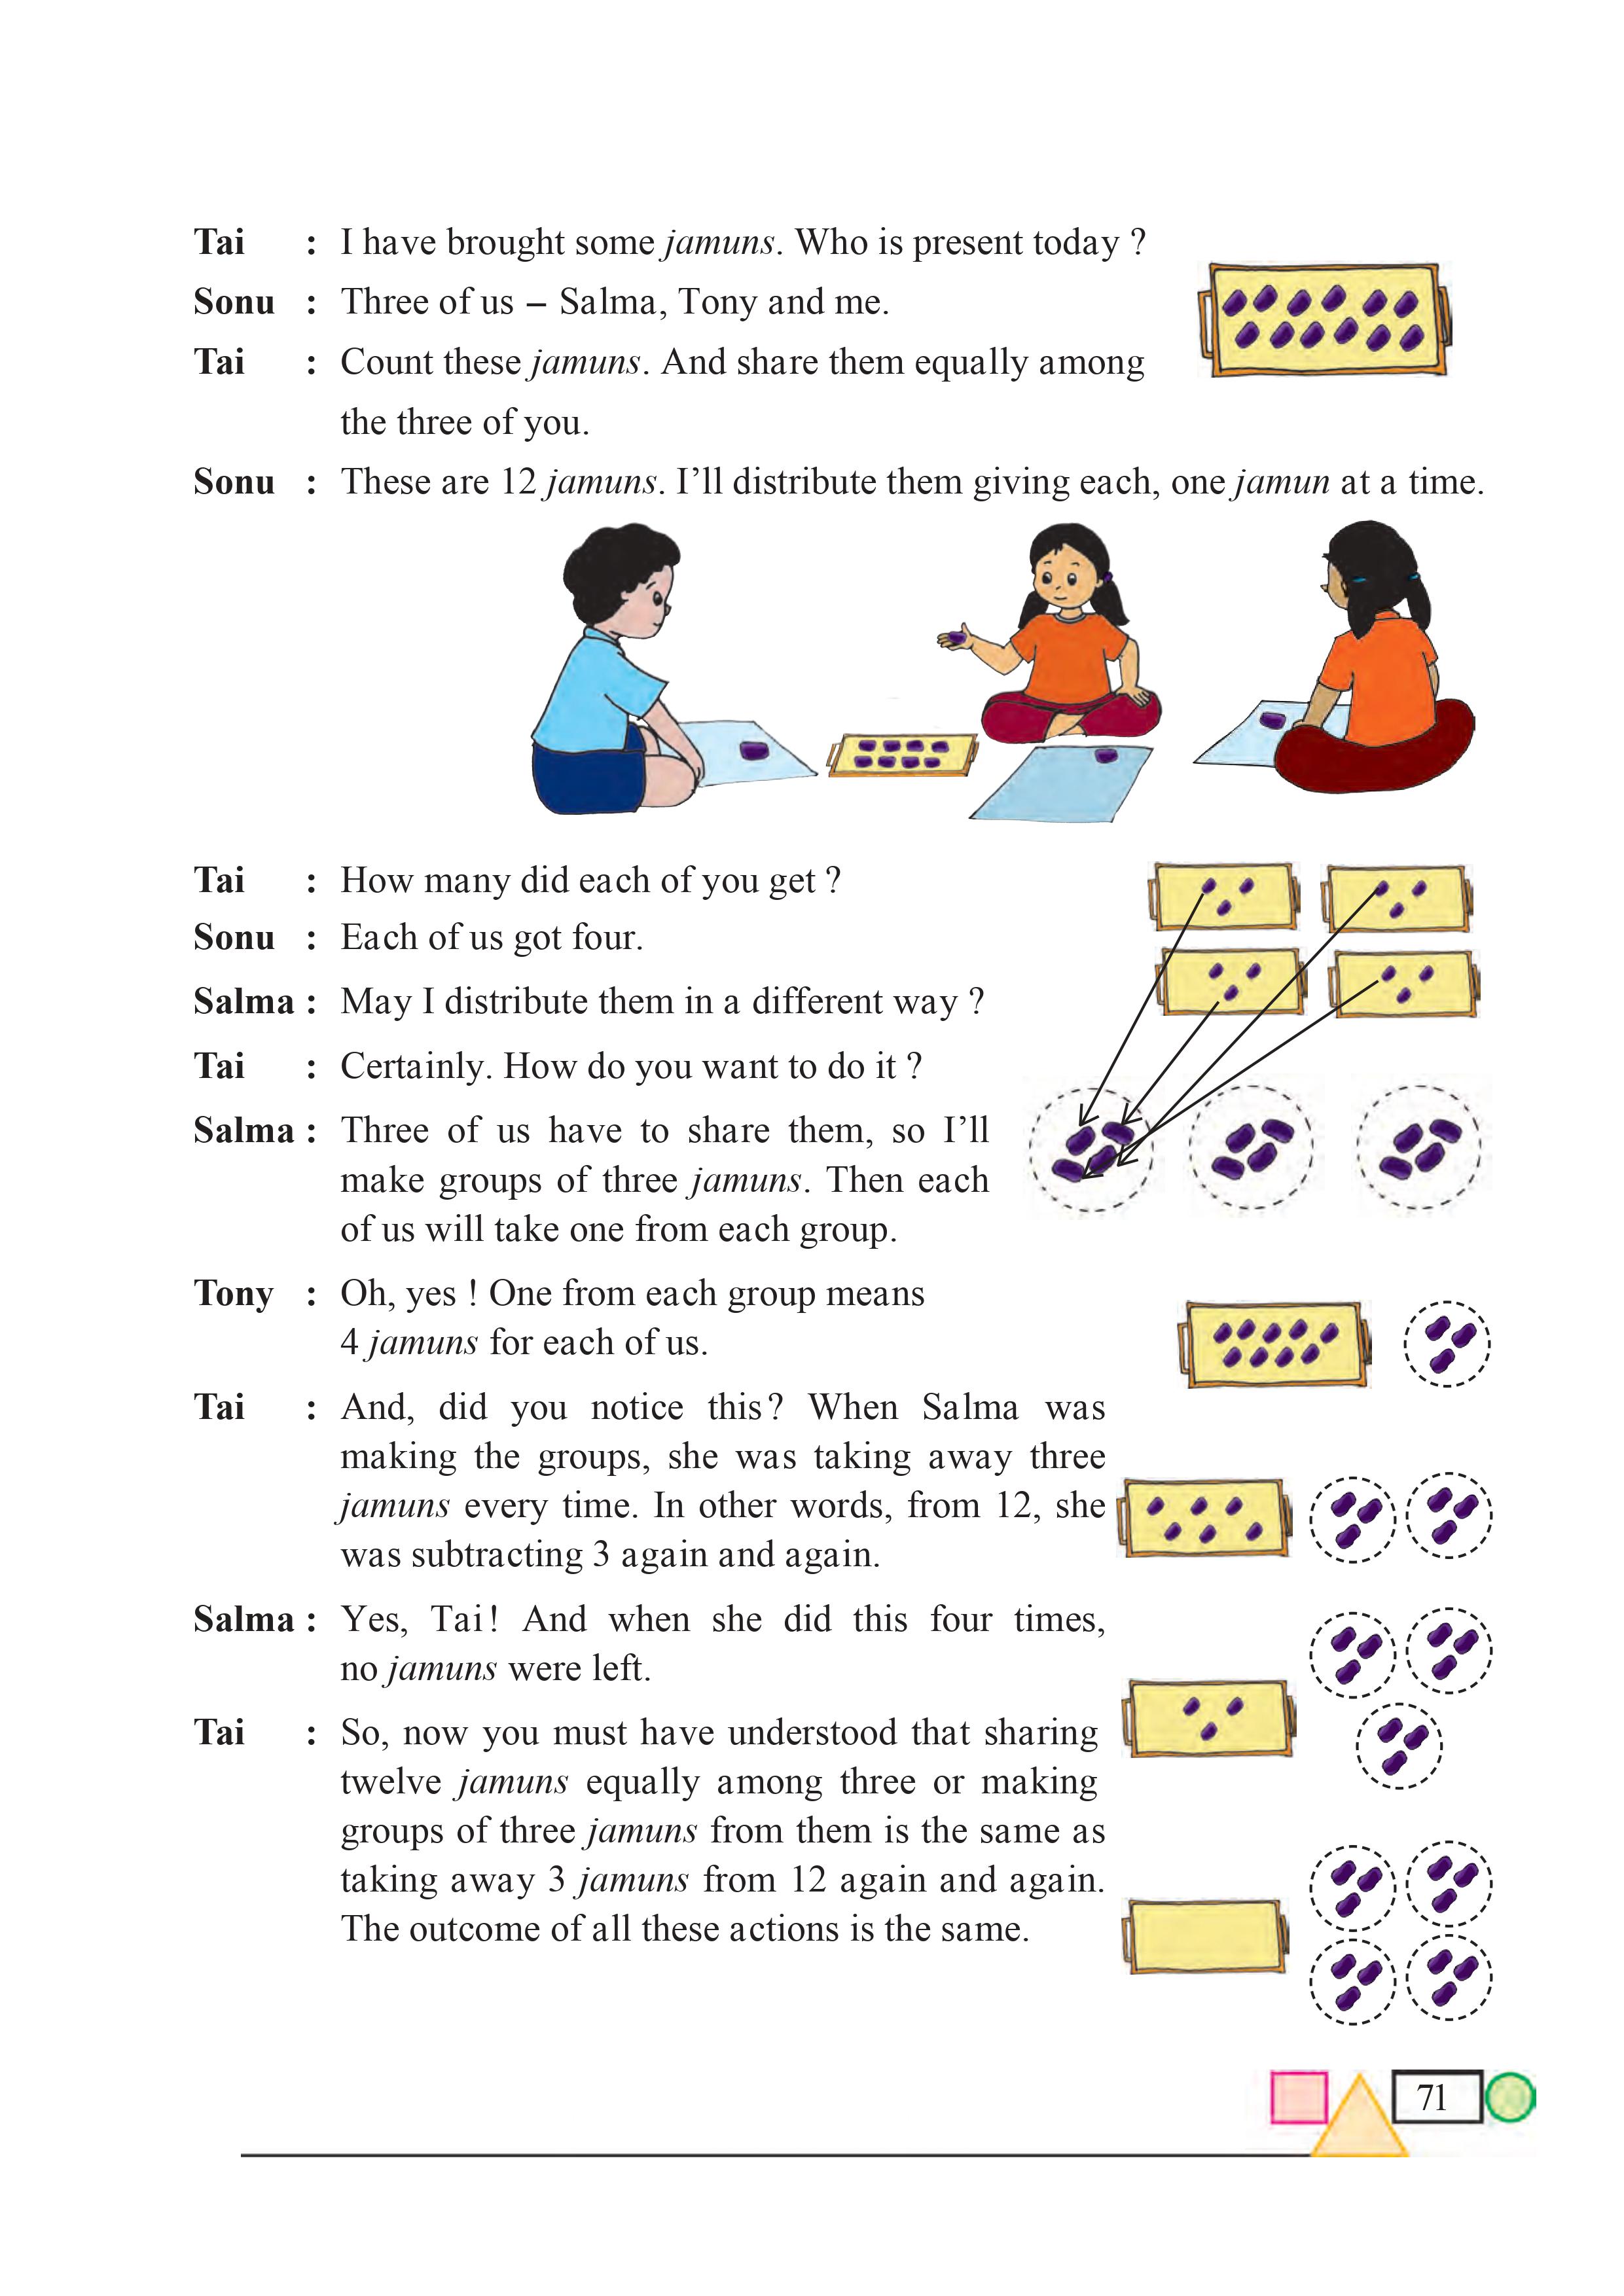 Tai : I have brought some jamuns. Who is present today ?
Sonu : Three of us – Salma, Tony and me.
Tai : Count these jamuns. And share them equally among
the three of you.
Sonu : These are 12 jamuns. I’ll distribute them giving each, one jamun at a time.
Tai : How many did each of you get ?
Sonu : Each of us got four.
Salma : May I distribute them in a different way ?
Tai : Certainly. How do you want to do it ?
Salma : Three of us have to share them, so I’ll
make groups of three jamuns. Then each
of us will take one from each group.
Tony : Oh, yes ! One from each group means
4 jamuns for each of us.
Tai : And, did you notice this? When Salma was
making the groups, she was taking away three
jamuns every time. In other words, from 12, she
was subtracting 3 again and again.
Salma : Yes, Tai! And when she did this four times,
no jamuns were left.
Tai : So, now you must have understood that sharing
twelve jamuns equally among three or making
groups of three jamuns from them is the same as
taking away 3 jamuns from 12 again and again.
The outcome of all these actions is the same.
71